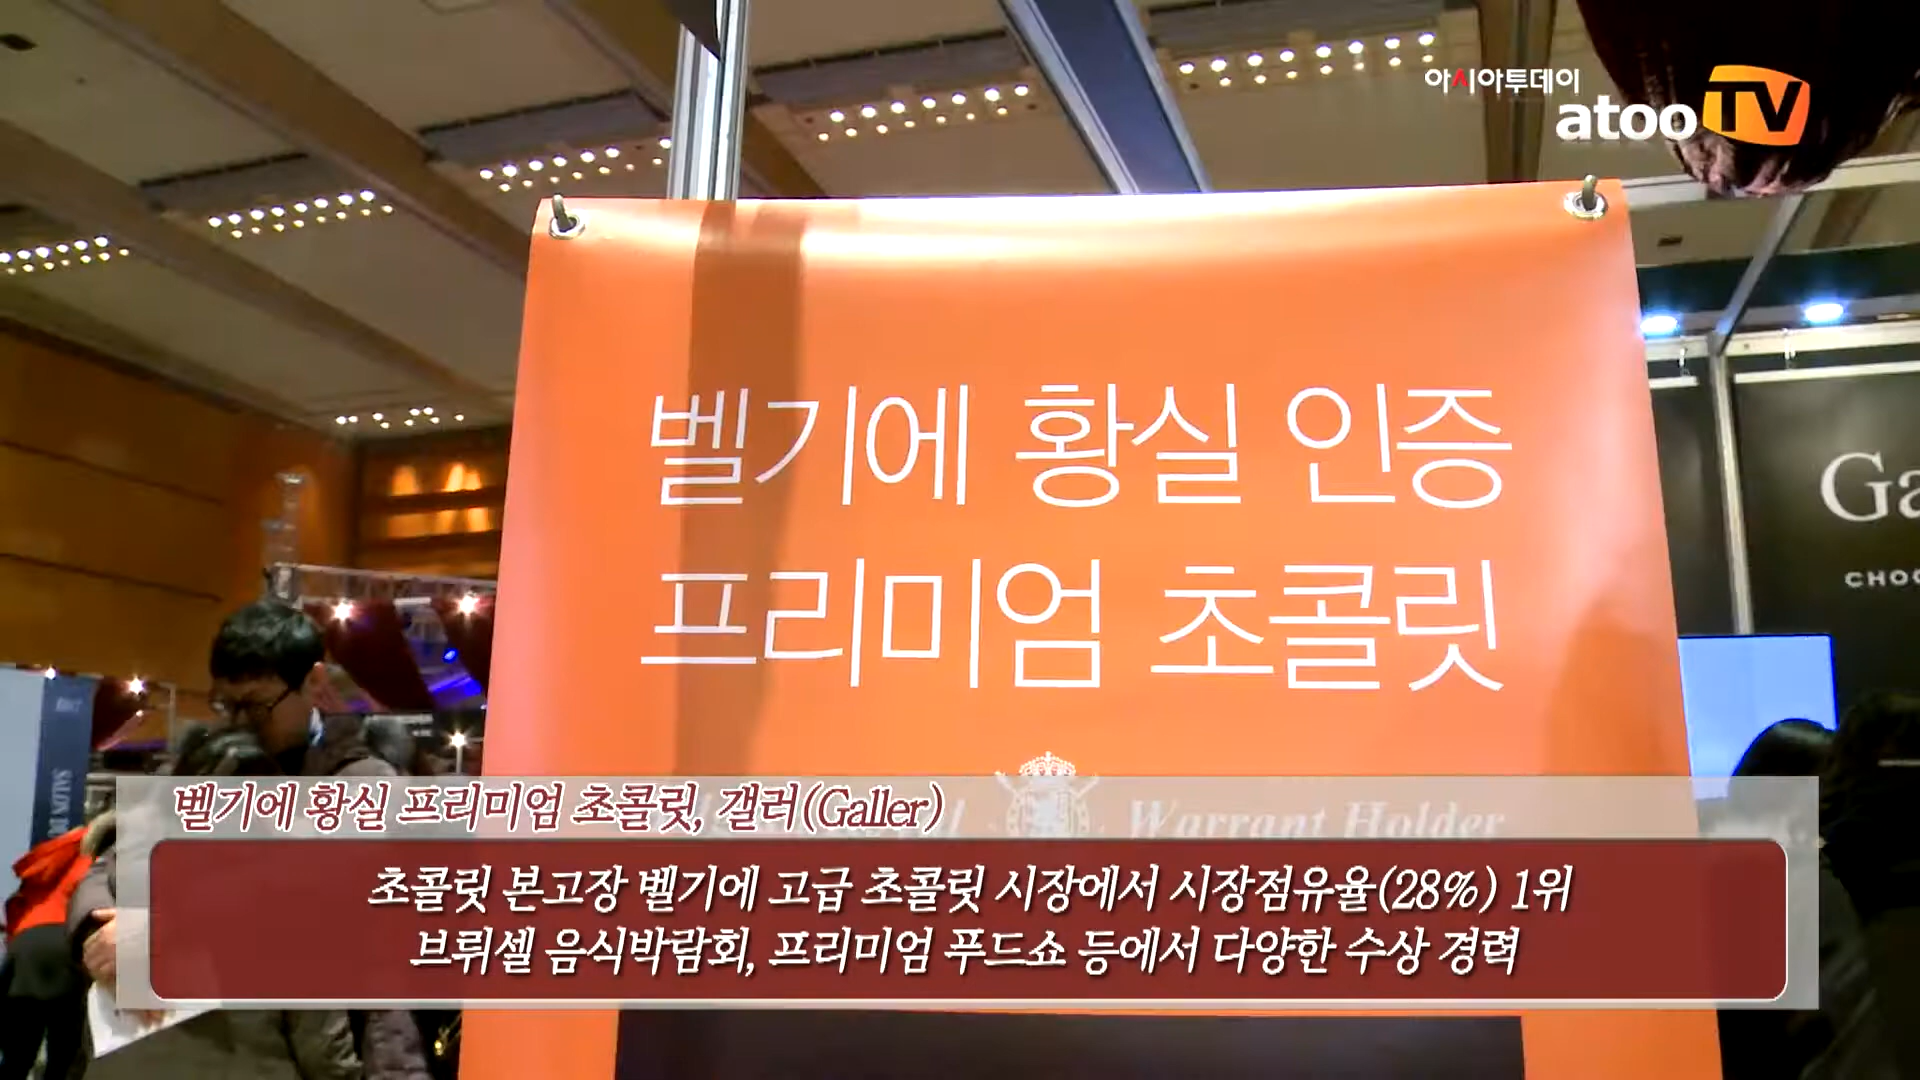 아시아투데이
atooTV
벨기에 황실 인증
프리미엄 초콜릿
Ga
CHOC
Warrant Holder
벨기에 황실 프리미엄 초콜릿, 갤러(Galler)
초콜릿 본고장 벨기에 고급 초콜릿 시장에서 시장점유율(28%) 1위
브뤼셀 음식박람회, 프리미엄 푸드쇼 등에서 다양한 수상 경력